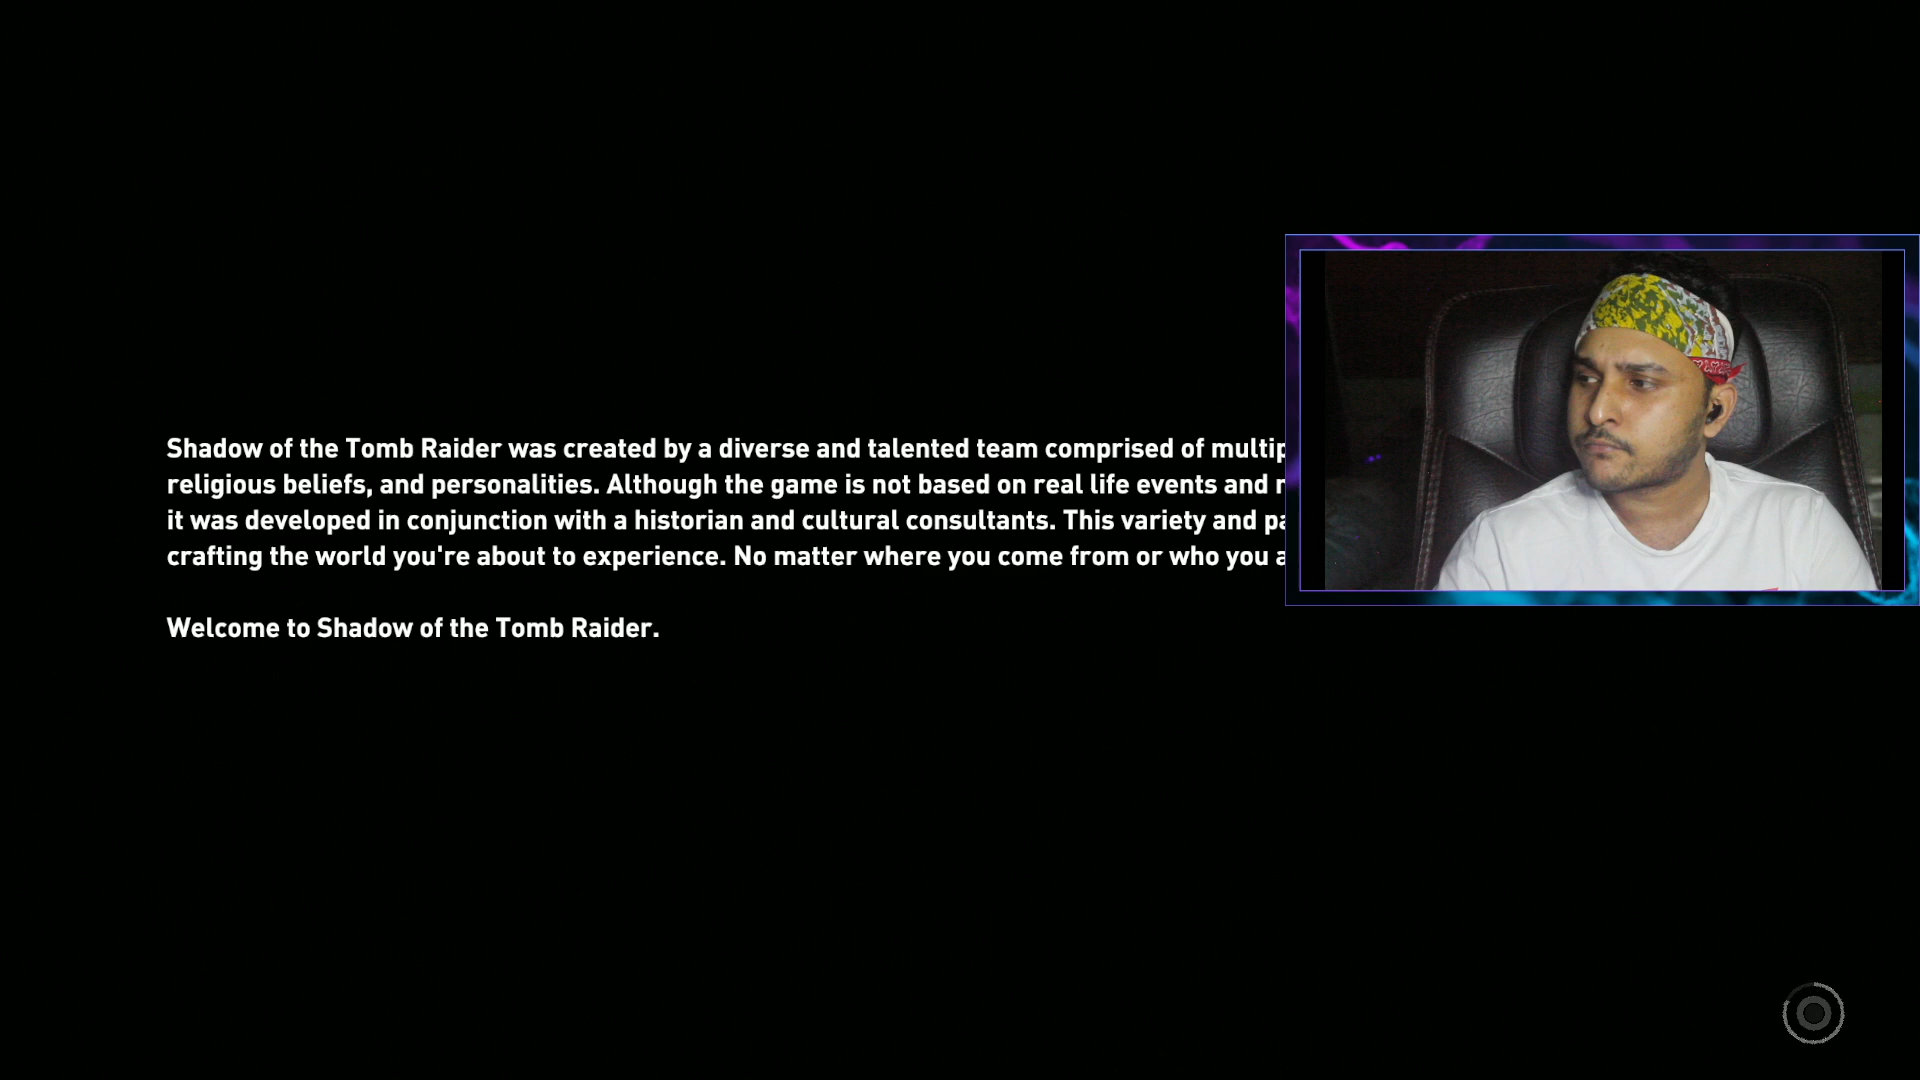 Shadow of the Tomb Raider was created by a diverse and talented team comprised of
religious beliefs, and personalities. Although the game is not based on real life events and
it was developed in conjunction with a historian and cultural consultants. This variety and
crafting the world you're about to experience. No matter where you come from or who you
Welcome to Shadow of the Tomb Raider.